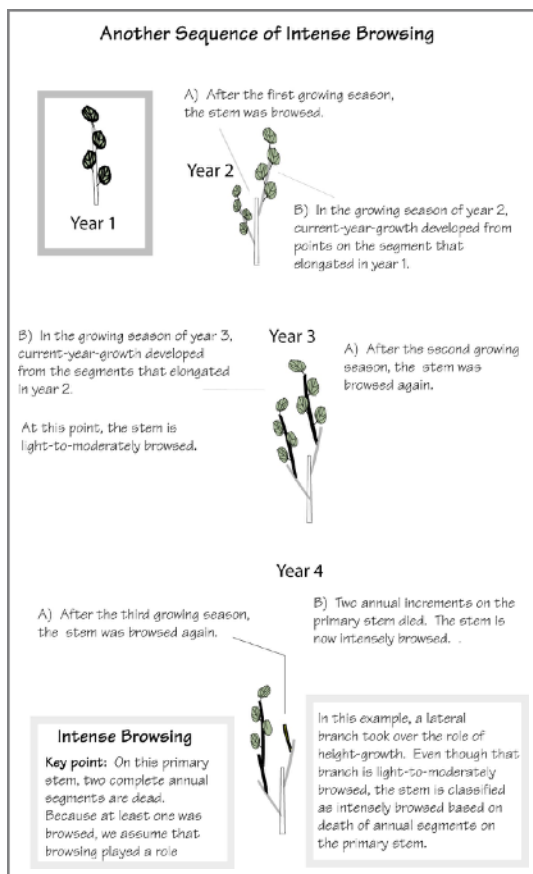 Another Sequence of Intense Browsing
Year 1
A) After the first growing season,
the stem was browsed.
Year 2
B) In the growing season of year 2,
current-year-growth developed from
points on the segment that
elongated in year 1.
B) In the growing season of year 3,
current-year-growth developed
from the segments that elongated
in year 2.
At this point, the stem is
light-to-moderately browsed.
Year 3
A) After the second growing
season, the stem was
browsed again.
Year 4
A) After the third growing season,
the stem was browsed again.
B) Two annual increments on the
primary stem died. The stem is
now intensely browsed. .
Intense Browsing
Key point: On this primary
stem, two complete annual
segments are dead.
Because at least one was
browsed, we assume that
browsing played a role
In this example, a lateral
branch took over the role of
height-growth. Even though that
branch is light-to-moderately
browsed, the stem is classified
as intensely browsed based on
death of annual segments on
the primary stem.